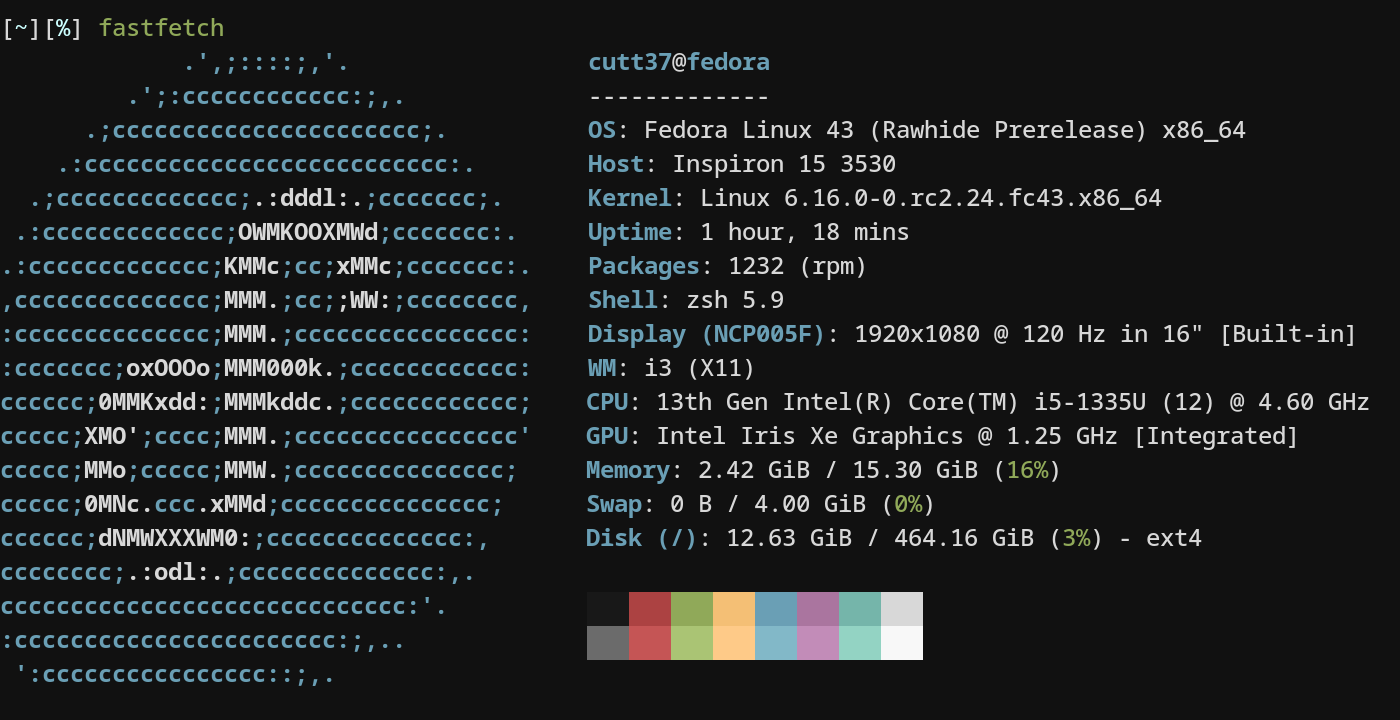 [~][%] fastfetch
             .',;::::;,'.                 cutt37@fedora
         .';:cccccccccccc:;,.             -------------
      .;cccccccccccccccccccccc;.          OS: Fedora Linux 43 (Rawhide Prerelease) x86_64
    .:cccccccccccccccccccccccccc:.        Host: Inspiron 15 3530
  .;ccccccccccccc;.:dddl:.;ccccccc;.      Kernel: Linux 6.16.0-0.rc2.24.fc43.x86_64
 .:ccccccccccccc;OWMKOOXMWd;ccccccc:.     Uptime: 1 hour, 18 mins
.:ccccccccccccc;KMMc;cc;xMMc;ccccccc:.    Packages: 1232 (rpm)
,cccccccccccccc;MMM.;cc;;WW:;cccccccc,    Shell: zsh 5.9
:cccccccccccccc;MMM.;cccccccccccccccc:    Display (NCP005F): 1920x1080 @ 120 Hz in 16" [Built-in]
:ccccccc;oxOOOo;MMM000k.;cccccccccccc:    WM: i3 (X11)
cccccc;0MMKxdd:;MMMkddc.;cccccccccccc;    CPU: 13th Gen Intel(R) Core(TM) i5-1335U (12) @ 4.60 GHz
ccccc;XMO';cccc;MMM.;cccccccccccccccc'    GPU: Intel Iris Xe Graphics @ 1.25 GHz [Integrated]
ccccc;MMo;ccccc;MMW.;ccccccccccccccc;     Memory: 2.42 GiB / 15.30 GiB (16%)
ccccc;0MNc.ccc.xMMd;ccccccccccccccc;      Swap: 0 B / 4.00 GiB (0%)
cccccc;dNMWXXXWM0:;cccccccccccccc:,       Disk (/): 12.63 GiB / 464.16 GiB (3%) - ext4
cccccccc;.:odl:.;cccccccccccccc:,.
ccccccccccccccccccccccccccccc:'.
:ccccccccccccccccccccccc:;,..
 ':cccccccccccccccc::;,.